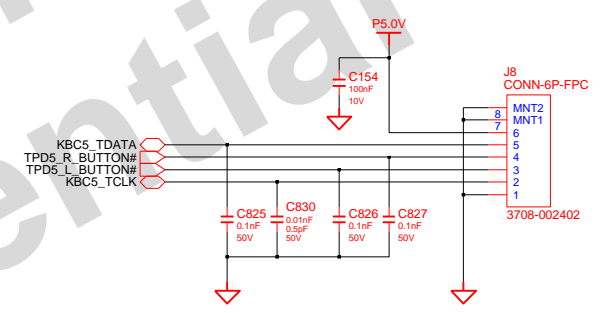 P5.0V
C154
100nF
10V
J8
CONN-6P-FPC
MNT2
8
MNT1
7
6
KBC5_TDATA
5
TPD5_R_BUTTON#
4
TPD5_L_BUTTON#
3
KBC5_TCLK
2
1
C825
0.1nF
50V
C830
0.01nF
0.5pF
50V
C826
0.1nF
50V
C827
0.1nF
50V
3708-002402
ential